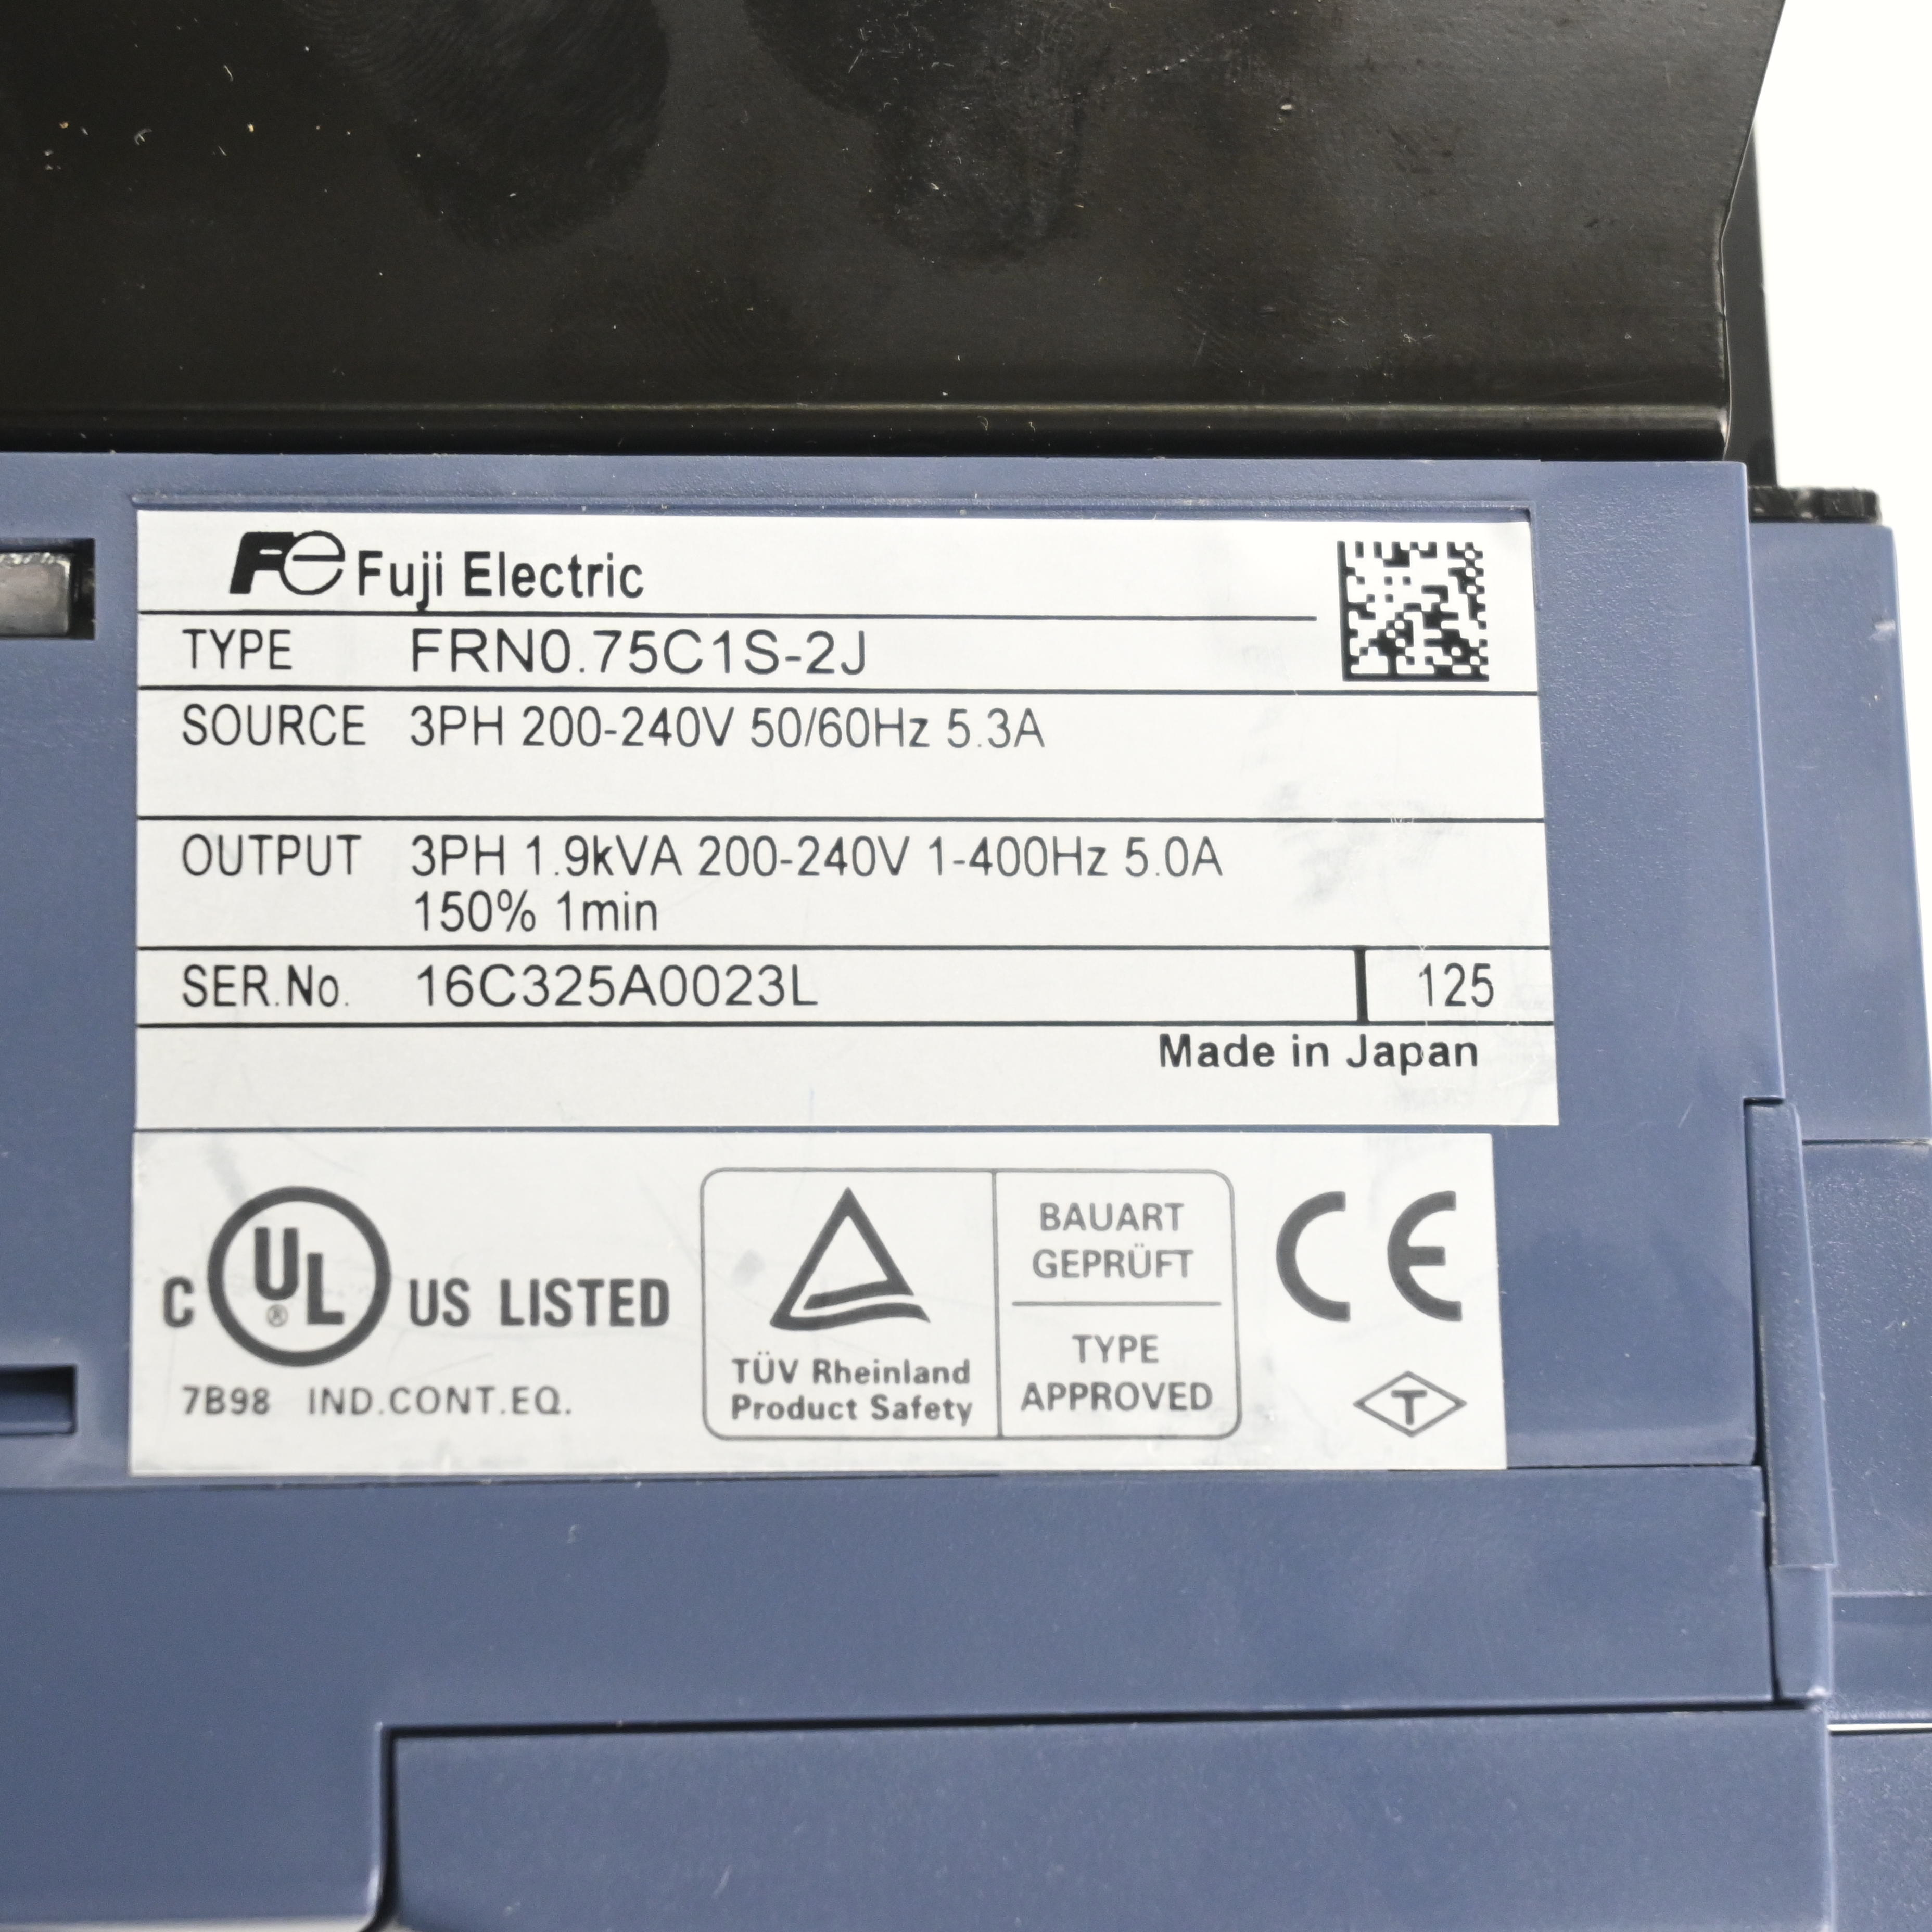 Fe Fuji Electric
TYPE FRN0.75C1S-2J
SOURCE 3PH 200-240V 50/60Hz 5.3A
OUTPUT 3PH 1.9kVA 200-240V 1-400Hz 5.0A
150% 1min
SER.No. 16C325A0023L 125
Made in Japan
C UL ® US LISTED
7B98 IND.CONT.EQ.
TÜV Rheinland
Product Safety
BAUART
GEPRÜFT
TYPE
APPROVED
CE
T